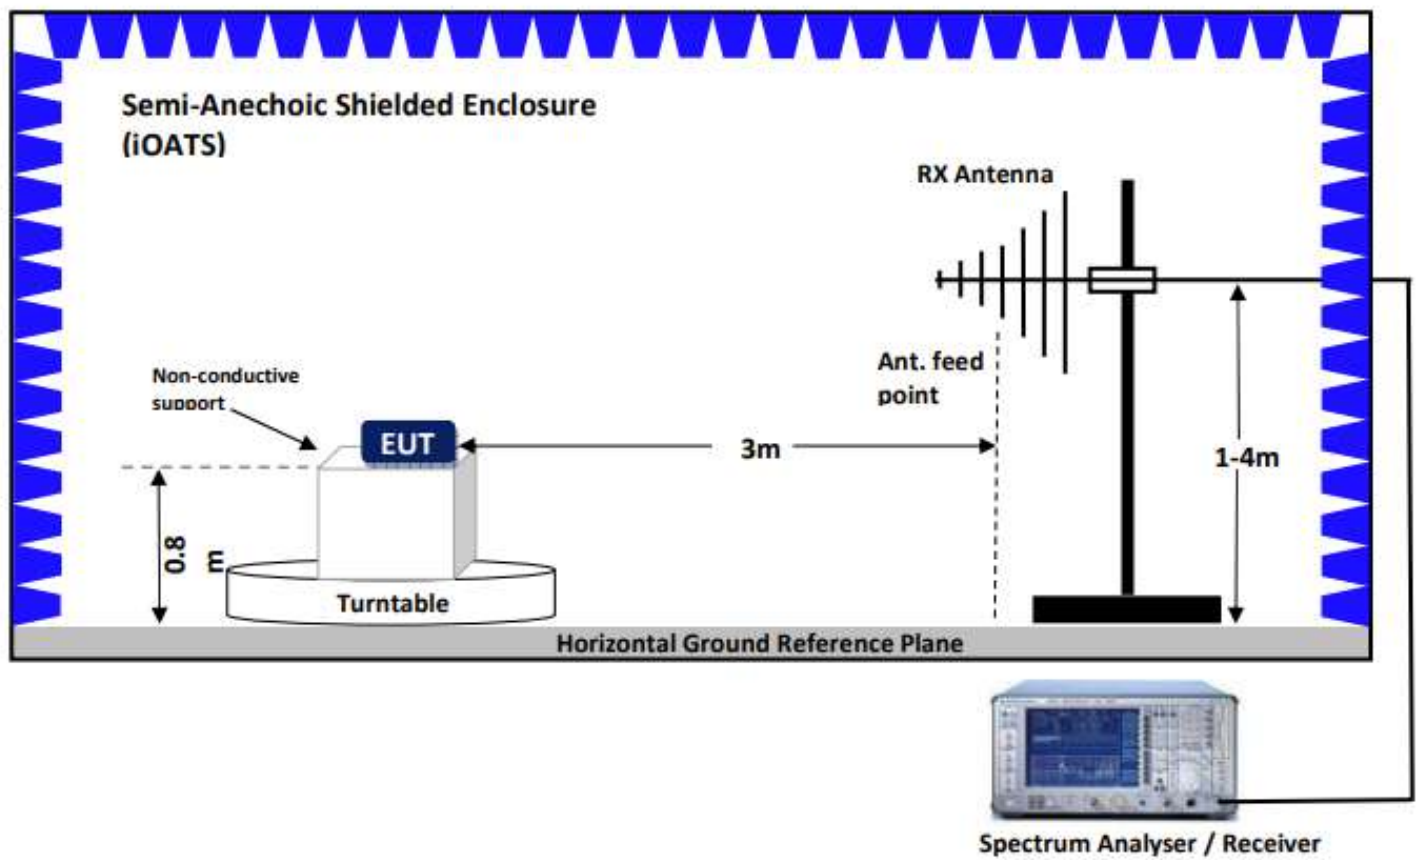 Semi-Anechoic Shielded Enclosure
(iOATS)
RX Antenna
Non-conductive
support
Ant. feed
point
EUT
3m
1-4m
0.8
m
Turntable
Horizontal Ground Reference Plane
Spectrum Analyser / Receiver